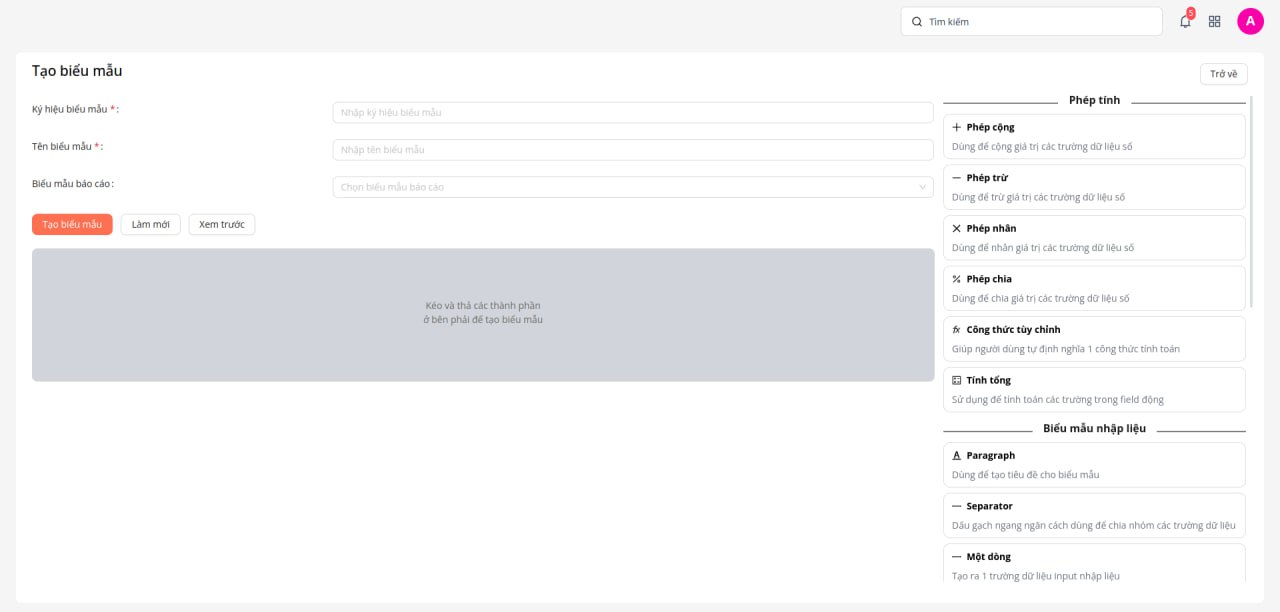 Tìm kiếm
5
A
Tạo biểu mẫu
Trở về
Ký hiệu biểu mẫu *:
Nhập ký hiệu biểu mẫu
Tên biểu mẫu *:
Nhập tên biểu mẫu
Biểu mẫu báo cáo:
Chọn biểu mẫu báo cáo
Tạo biểu mẫu
Làm mới
Xem trước
Kéo và thả các thành phần
ở bên phải để tạo biểu mẫu
Phép tính
Phép cộng
Dùng để cộng giá trị các trường dữ liệu số
Phép trừ
Dùng để trừ giá trị các trường dữ liệu số
Phép nhân
Dùng để nhân giá trị các trường dữ liệu số
Phép chia
Dùng để chia giá trị các trường dữ liệu số
Công thức tùy chỉnh
Giúp người dùng tự định nghĩa 1 công thức tính toán
Tính tổng
Sử dụng để tính toán các trường trong field động
Biểu mẫu nhập liệu
Paragraph
Dùng để tạo tiêu đề cho biểu mẫu
Separator
Dấu gạch ngang ngăn cách dùng để chia nhóm các trường dữ liệu
Một dòng
Tạo ra 1 trường dữ liệu input nhập liệu